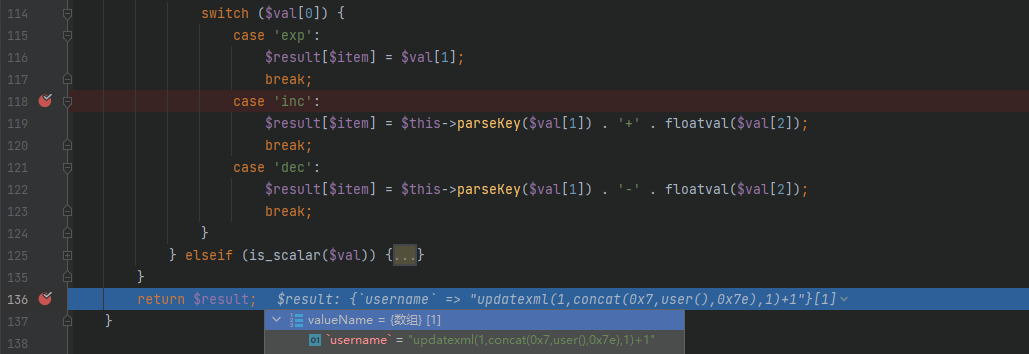 114 switch ($val[0]) {
115 case 'exp':
116 $result[$item] = $val[1];
117 break;
118 case 'inc':
119 $result[$item] = $this->parseKey($val[1]) . '+' . floatval($val[2]);
120 break;
121 case 'dec':
122 $result[$item] = $this->parseKey($val[1]) . '-' . floatval($val[2]);
123 break;
124 }
125 } elseif (is_scalar($val)) {...}
135 }
136 return $result; $result: {`username` => "updatexml(1,concat(0x7,user(),0x7e),1)+1"}[1]
137 }
valueName = {数组} [1]
01 `username` = "updatexml(1,concat(0x7,user(),0x7e),1)+1"
138